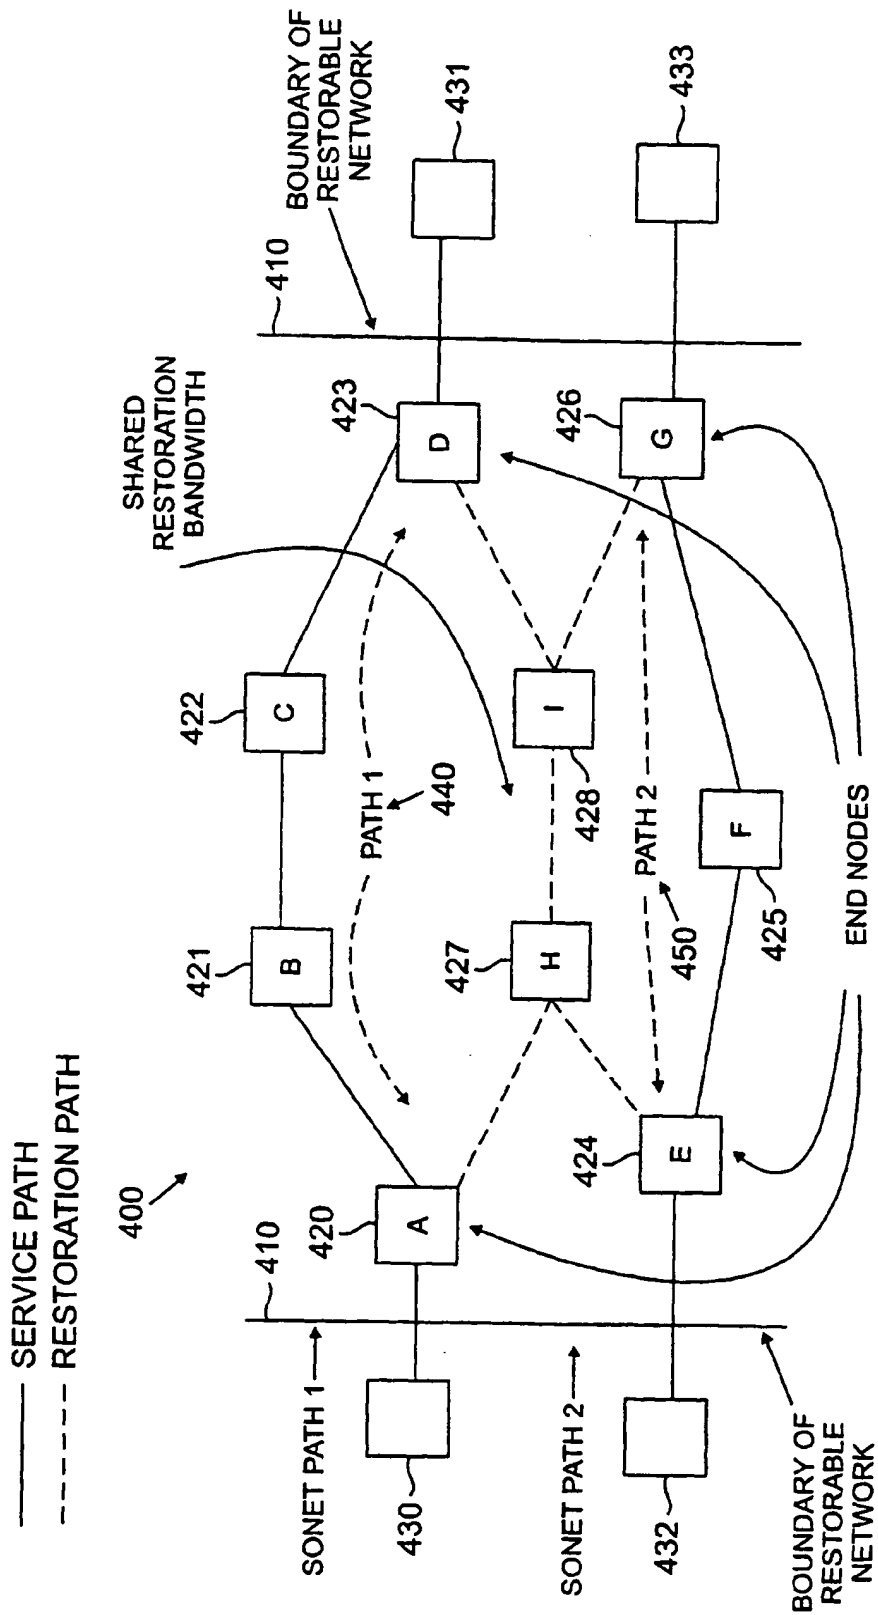 SERVICE PATH
RESTORATION PATH
400
SHARED
RESTORATION
BANDWIDTH
BOUNDARY OF
RESTORABLE
NETWORK
410
410
421
B
422
C
SONET PATH 1
430
420
A
PATH 1
440
423
D
431
427
H
428
I
SONET PATH 2
432
424
E
PATH 2
450
426
G
433
425
F
BOUNDARY OF
RESTORABLE
NETWORK
END NODES